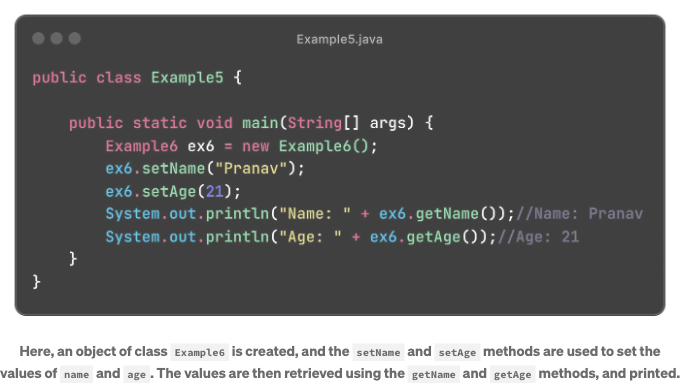 Example5.java
public class Example5 {
public static void main(String[] args) {
Example6 ex6 = new Example6();
ex6.setName("Pranav");
ex6.setAge(21);
System.out.println("Name: " + ex6.getName());//Name: Pranav
System.out.println("Age: " + ex6.getAge());//Age: 21
}
}
Here, an object of class Example6 is created, and the setName and setAge methods are used to set the
values of name and age . The values are then retrieved using the getName and getAge methods, and printed.